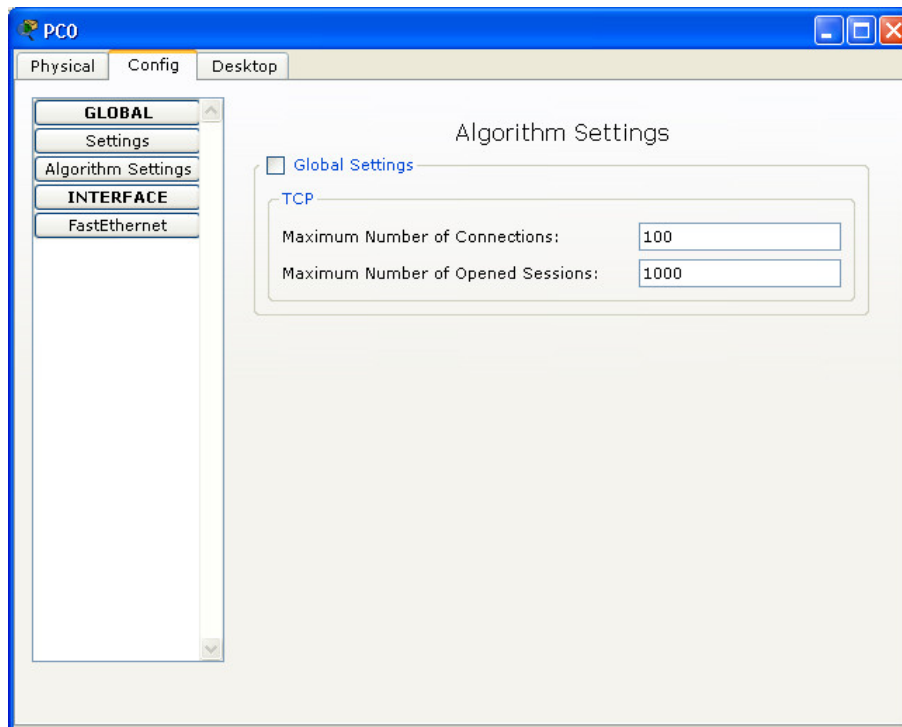 PC0
Physical Config Desktop
GLOBAL
Settings
Algorithm Settings
INTERFACE
FastEthernet
Algorithm Settings
Global Settings
TCP
Maximum Number of Connections: 100
Maximum Number of Opened Sessions: 1000